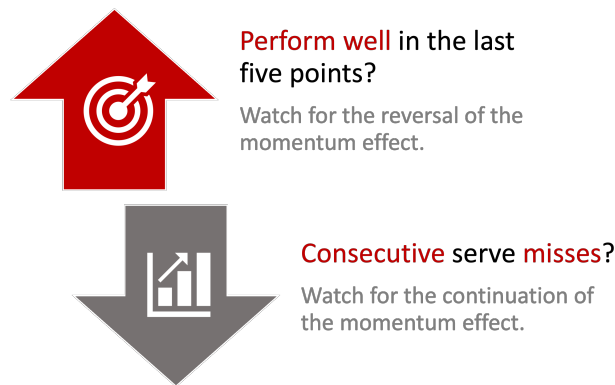 Perform well in the last
five points?
Watch for the reversal of the
momentum effect.
Consecutive serve misses?
Watch for the continuation of
the momentum effect.